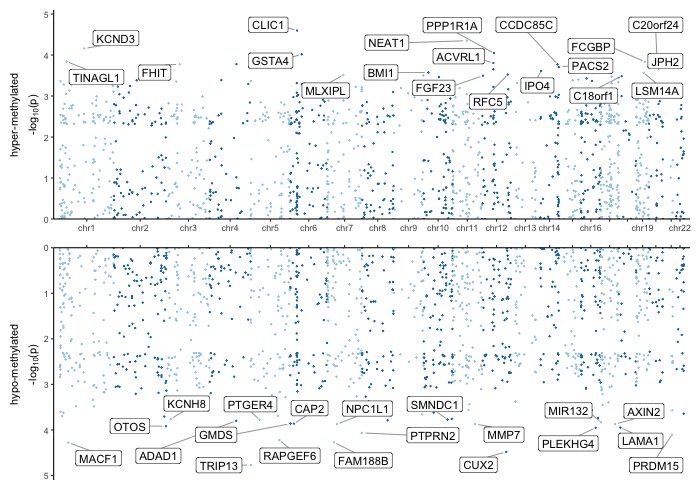 CLIC1
PPP1R1A
CCDC85C
C20orf24
KCND3
NEAT1
FCGBP
ACVRL1
GSTA4
JPH2
PACS2
TINAGL1
FHIT
BMI1
IPO4
FGF23
MLXIPL
C18orf1
LSM14A
RFC5
hyper-methylated
-log10(p)
5
4
3
2
1
0
chr1 chr2 chr3 chr4 chr6 chr7 chr8 chr9 chr10 chr11 chr12 chr13 chr14 chr16 chr19 chr22
hypo-methylated
-log10(p)
0
1
2
3
4
5
KCNH8
PTGER4
CAP2
NPC1L1
SMNDC1
MIR132
AXIN2
OTOS
GMDS
PTPRN2
MMP7
PLEKHG4
LAMA1
MACF1
ADAD1
TRIP13
RAPGEF6
FAM188B
CUX2
PRDM15